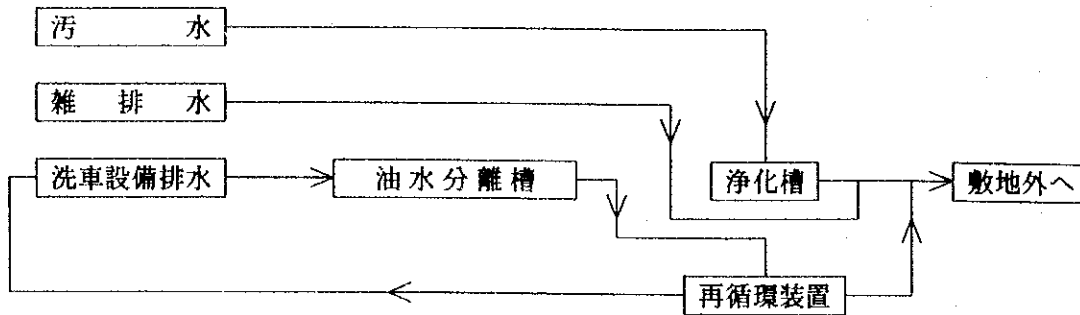 汚水
雑排水
洗車設備排水
油水分離槽
浄化槽
敷地外へ
再循環装置